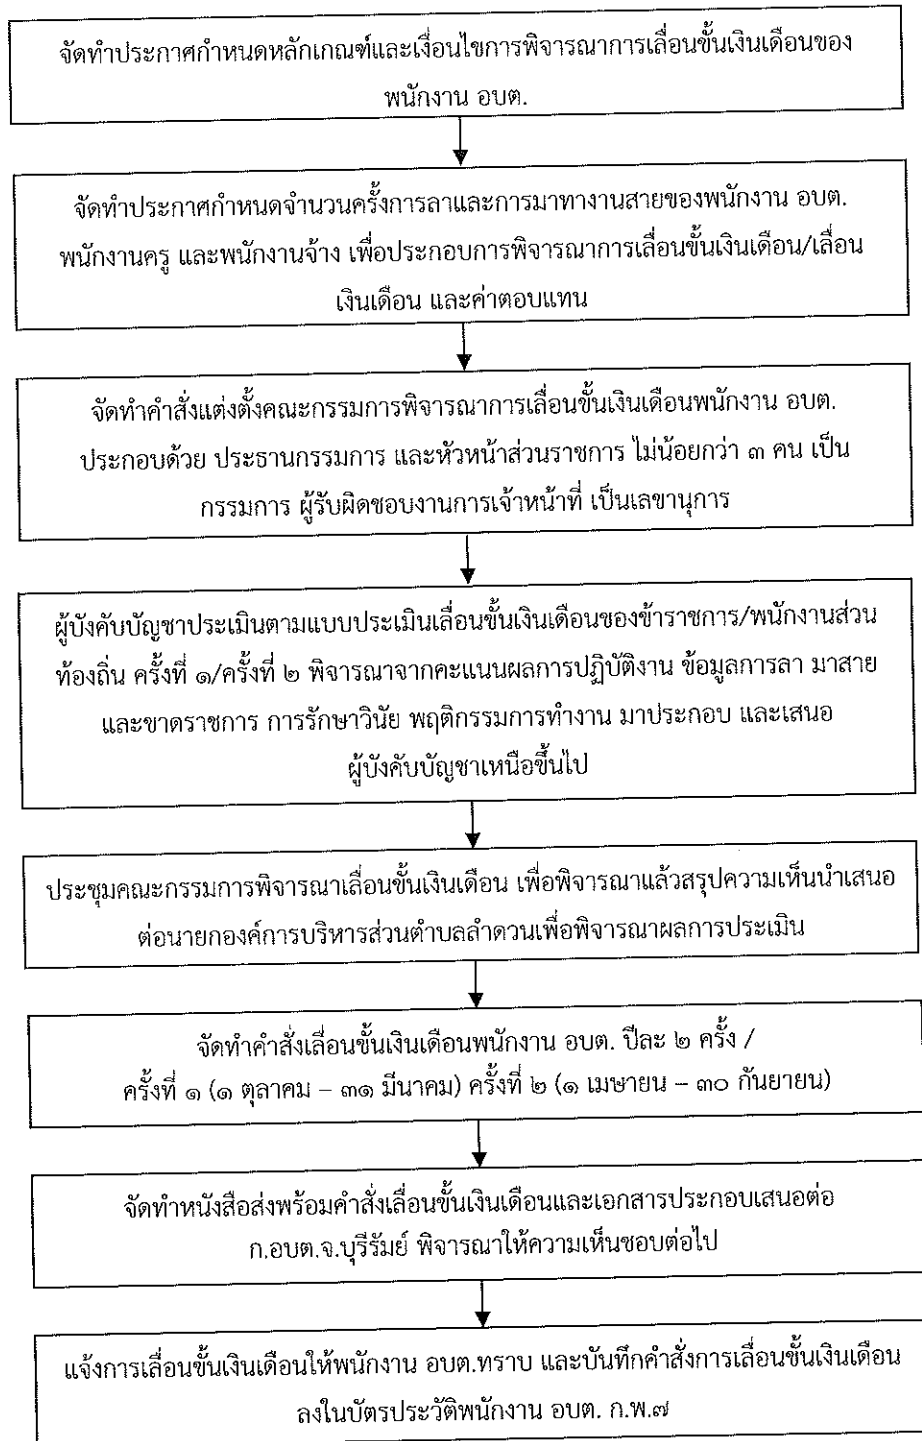 จัดทำประกาศกำหนดหลักเกณฑ์และเงื่อนไขการพิจารณาการเลื่อนขั้นเงินเดือนของ
พนักงาน อบต.
จัดทำประกาศกำหนดจำนวนครั้งการลาและการมาทางานสายของพนักงาน อบต.
พนักงานครู และพนักงานจ้าง เพื่อประกอบการพิจารณาการเลื่อนขั้นเงินเดือน/เลื่อน
เงินเดือน และค่าตอบแทน
จัดทำคำสั่งแต่งตั้งคณะกรรมการพิจารณาการเลื่อนขั้นเงินเดือนพนักงาน อบต.
ประกอบด้วย ประธานกรรมการ และหัวหน้าส่วนราชการ ไม่น้อยกว่า ๓ คน เป็น
กรรมการ ผู้รับผิดชอบงานการเจ้าหน้าที่ เป็นเลขานุการ
ผู้บังคับบัญชาประเมินตามแบบประเมินเลื่อนขั้นเงินเดือนของข้าราชการ/พนักงานส่วน
ท้องถิ่น ครั้งที่ ๑/ครั้งที่ ๒ พิจารณาจากคะแนนผลการปฏิบัติงาน ข้อมูลการลา มาสาย
และขาดราชการ การรักษาวินัย พฤติกรรมการทำงาน มาประกอบ และเสนอ
ผู้บังคับบัญชาเหนือขึ้นไป
ประชุมคณะกรรมการพิจารณาเลื่อนขั้นเงินเดือน เพื่อพิจารณาแล้วสรุปความเห็นนำเสนอ
ต่อนายกองค์การบริหารส่วนตำบลลำดวนเพื่อพิจารณาผลการประเมิน
จัดทำคำสั่งเลื่อนขั้นเงินเดือนพนักงาน อบต. ปีละ ๒ ครั้ง /
ครั้งที่ ๑ (๑ ตุลาคม – ๓๑ มีนาคม) ครั้งที่ ๒ (๑ เมษายน – ๓๐ กันยายน)
จัดทำหนังสือส่งพร้อมคำสั่งเลื่อนขั้นเงินเดือนและเอกสารประกอบเสนอต่อ
ก.อบต.จ.บุรีรัมย์ พิจารณาให้ความเห็นชอบต่อไป
แจ้งการเลื่อนขั้นเงินเดือนให้พนักงาน อบต.ทราบ และบันทึกคำสั่งการเลื่อนขั้นเงินเดือน
ลงในบัตรประวัติพนักงาน อบต. ก.พ.๗